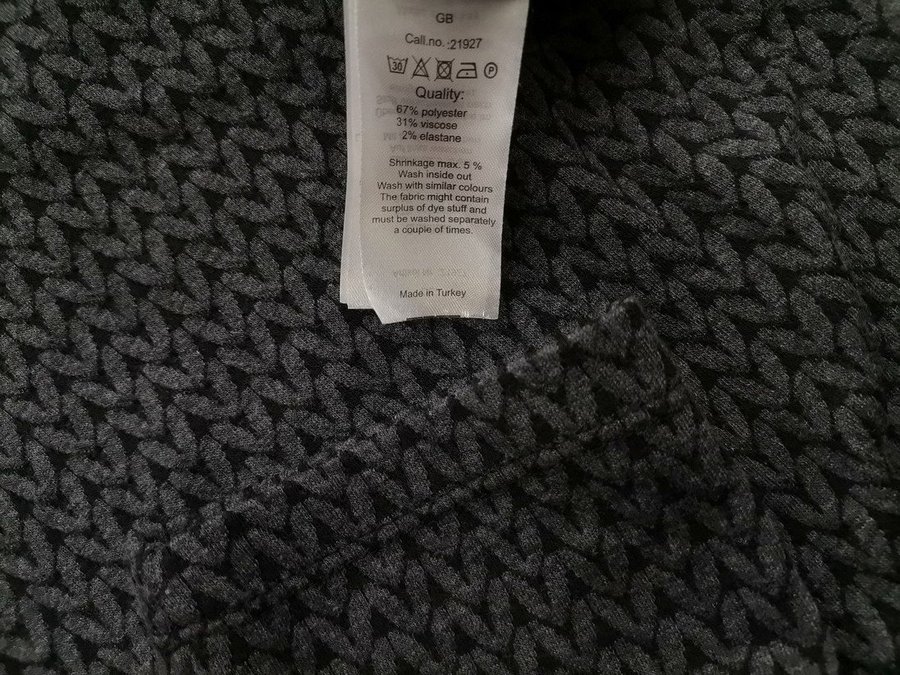 GB
Call.no.:21927
30 P
Quality:
67% polyester
31% viscose
2% elastane
Shrinkage max. 5 %
Wash inside out
Wash with similar colours
The fabric might contain
surplus of dye stuff and
must be washed separately
a couple of times.
Made in Turkey